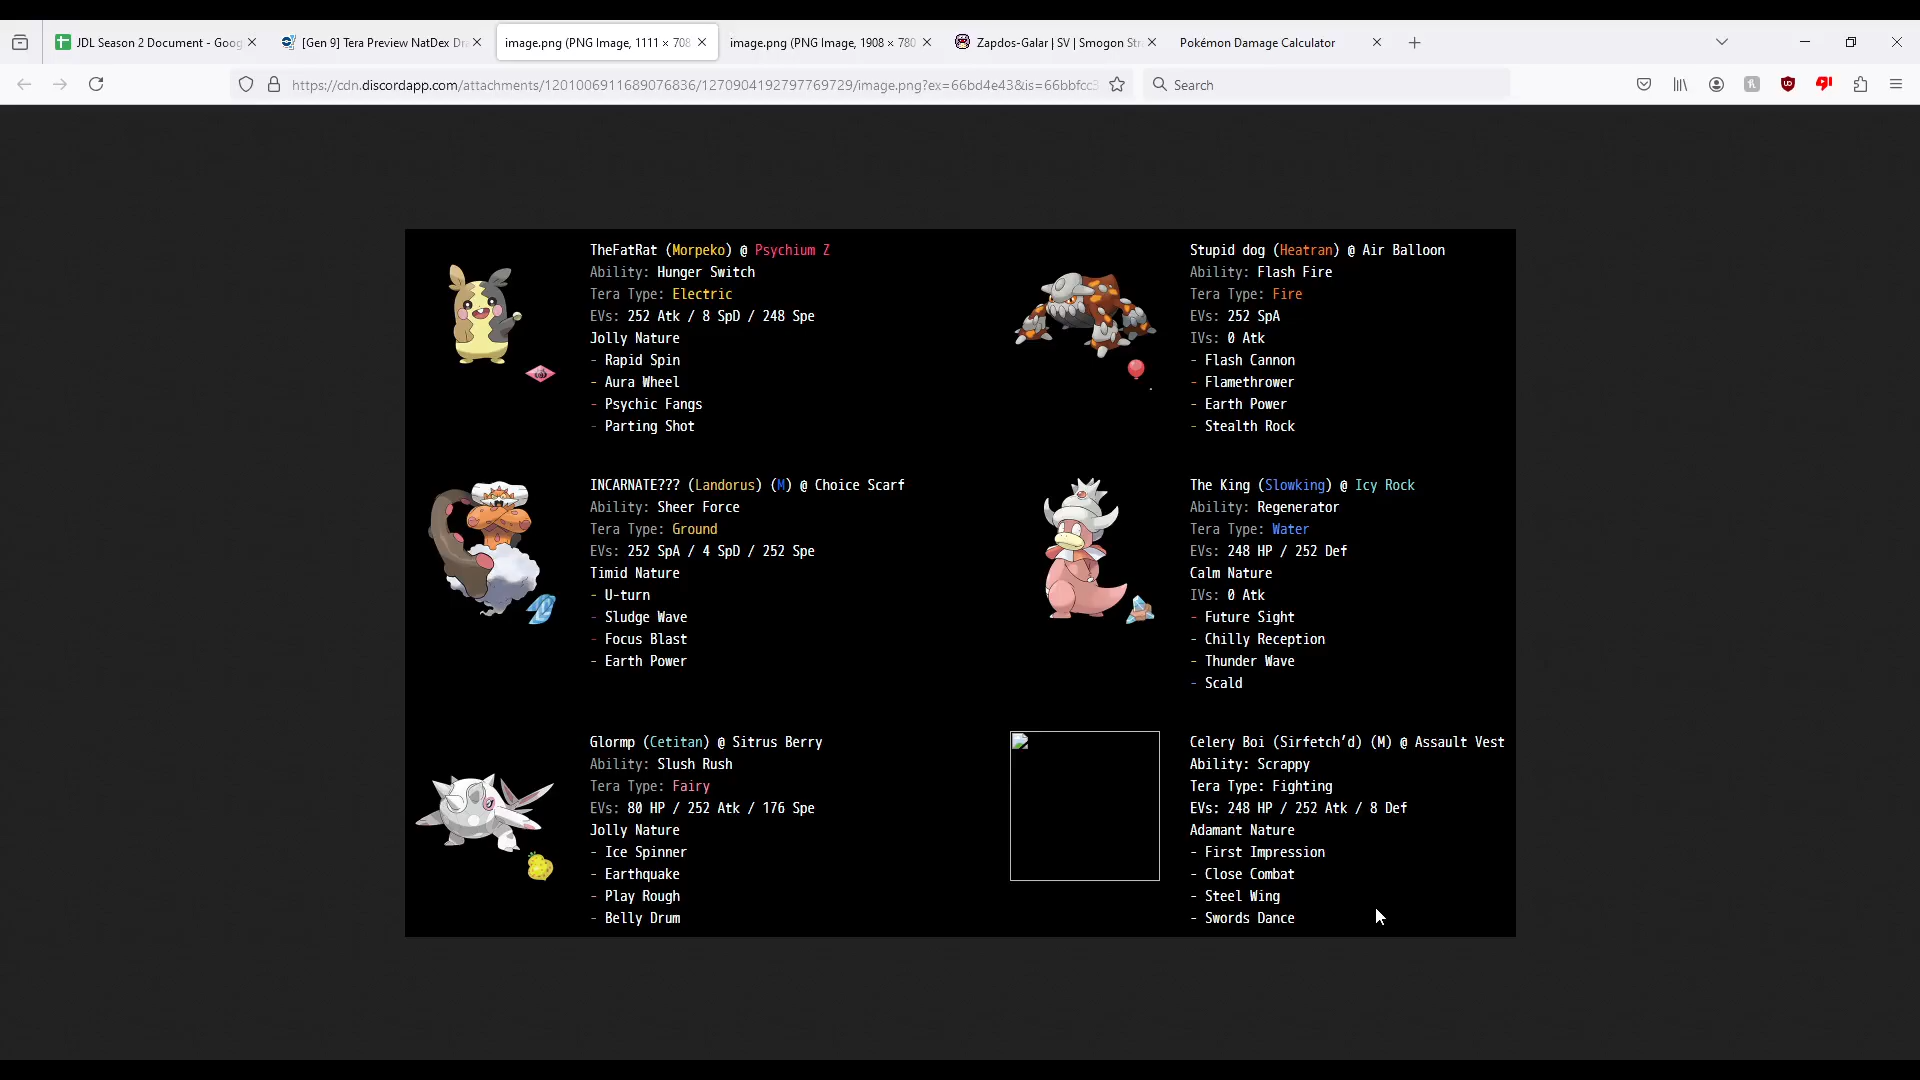 JDL Season 2 Document - Goog
[Gen 9] Tera Preview NatDex Dra
image.png (PNG Image, 1111 × 708
image.png (PNG Image, 1908 × 780
Zapdos-Galar | SV | Smogon Str
Pokémon Damage Calculator
https://cdn.discordapp.com/attachments/1201006911689076836/1270904192797769729/image.png?ex=66bd4e43&is=66bbfcc3
Search
TheFatRat (Morpeko) @ Psychium Z
Ability: Hunger Switch
Tera Type: Electric
EVs: 252 Atk / 8 SpD / 248 Spe
Jolly Nature
- Rapid Spin
- Aura Wheel
- Psychic Fangs
- Parting Shot
Stupid dog (Heatran) @ Air Balloon
Ability: Flash Fire
Tera Type: Fire
EVs: 252 SpA
IVs: 0 Atk
- Flash Cannon
- Flamethrower
- Earth Power
- Stealth Rock
INCARNATE??? (Landorus) (M) @ Choice Scarf
Ability: Sheer Force
Tera Type: Ground
EVs: 252 SpA / 4 SpD / 252 Spe
Timid Nature
- U-turn
- Sludge Wave
- Focus Blast
- Earth Power
The King (Slowking) @ Icy Rock
Ability: Regenerator
Tera Type: Water
EVs: 248 HP / 252 Def
Calm Nature
IVs: 0 Atk
- Future Sight
- Chilly Reception
- Thunder Wave
- Scald
Glormp (Cetitan) @ Sitrus Berry
Ability: Slush Rush
Tera Type: Fairy
EVs: 80 HP / 252 Atk / 176 Spe
Jolly Nature
- Ice Spinner
- Earthquake
- Play Rough
- Belly Drum
Celery Boi (Sirfetch’d) (M) @ Assault Vest
Ability: Scrappy
Tera Type: Fighting
EVs: 248 HP / 252 Atk / 8 Def
Adamant Nature
- First Impression
- Close Combat
- Steel Wing
- Swords Dance